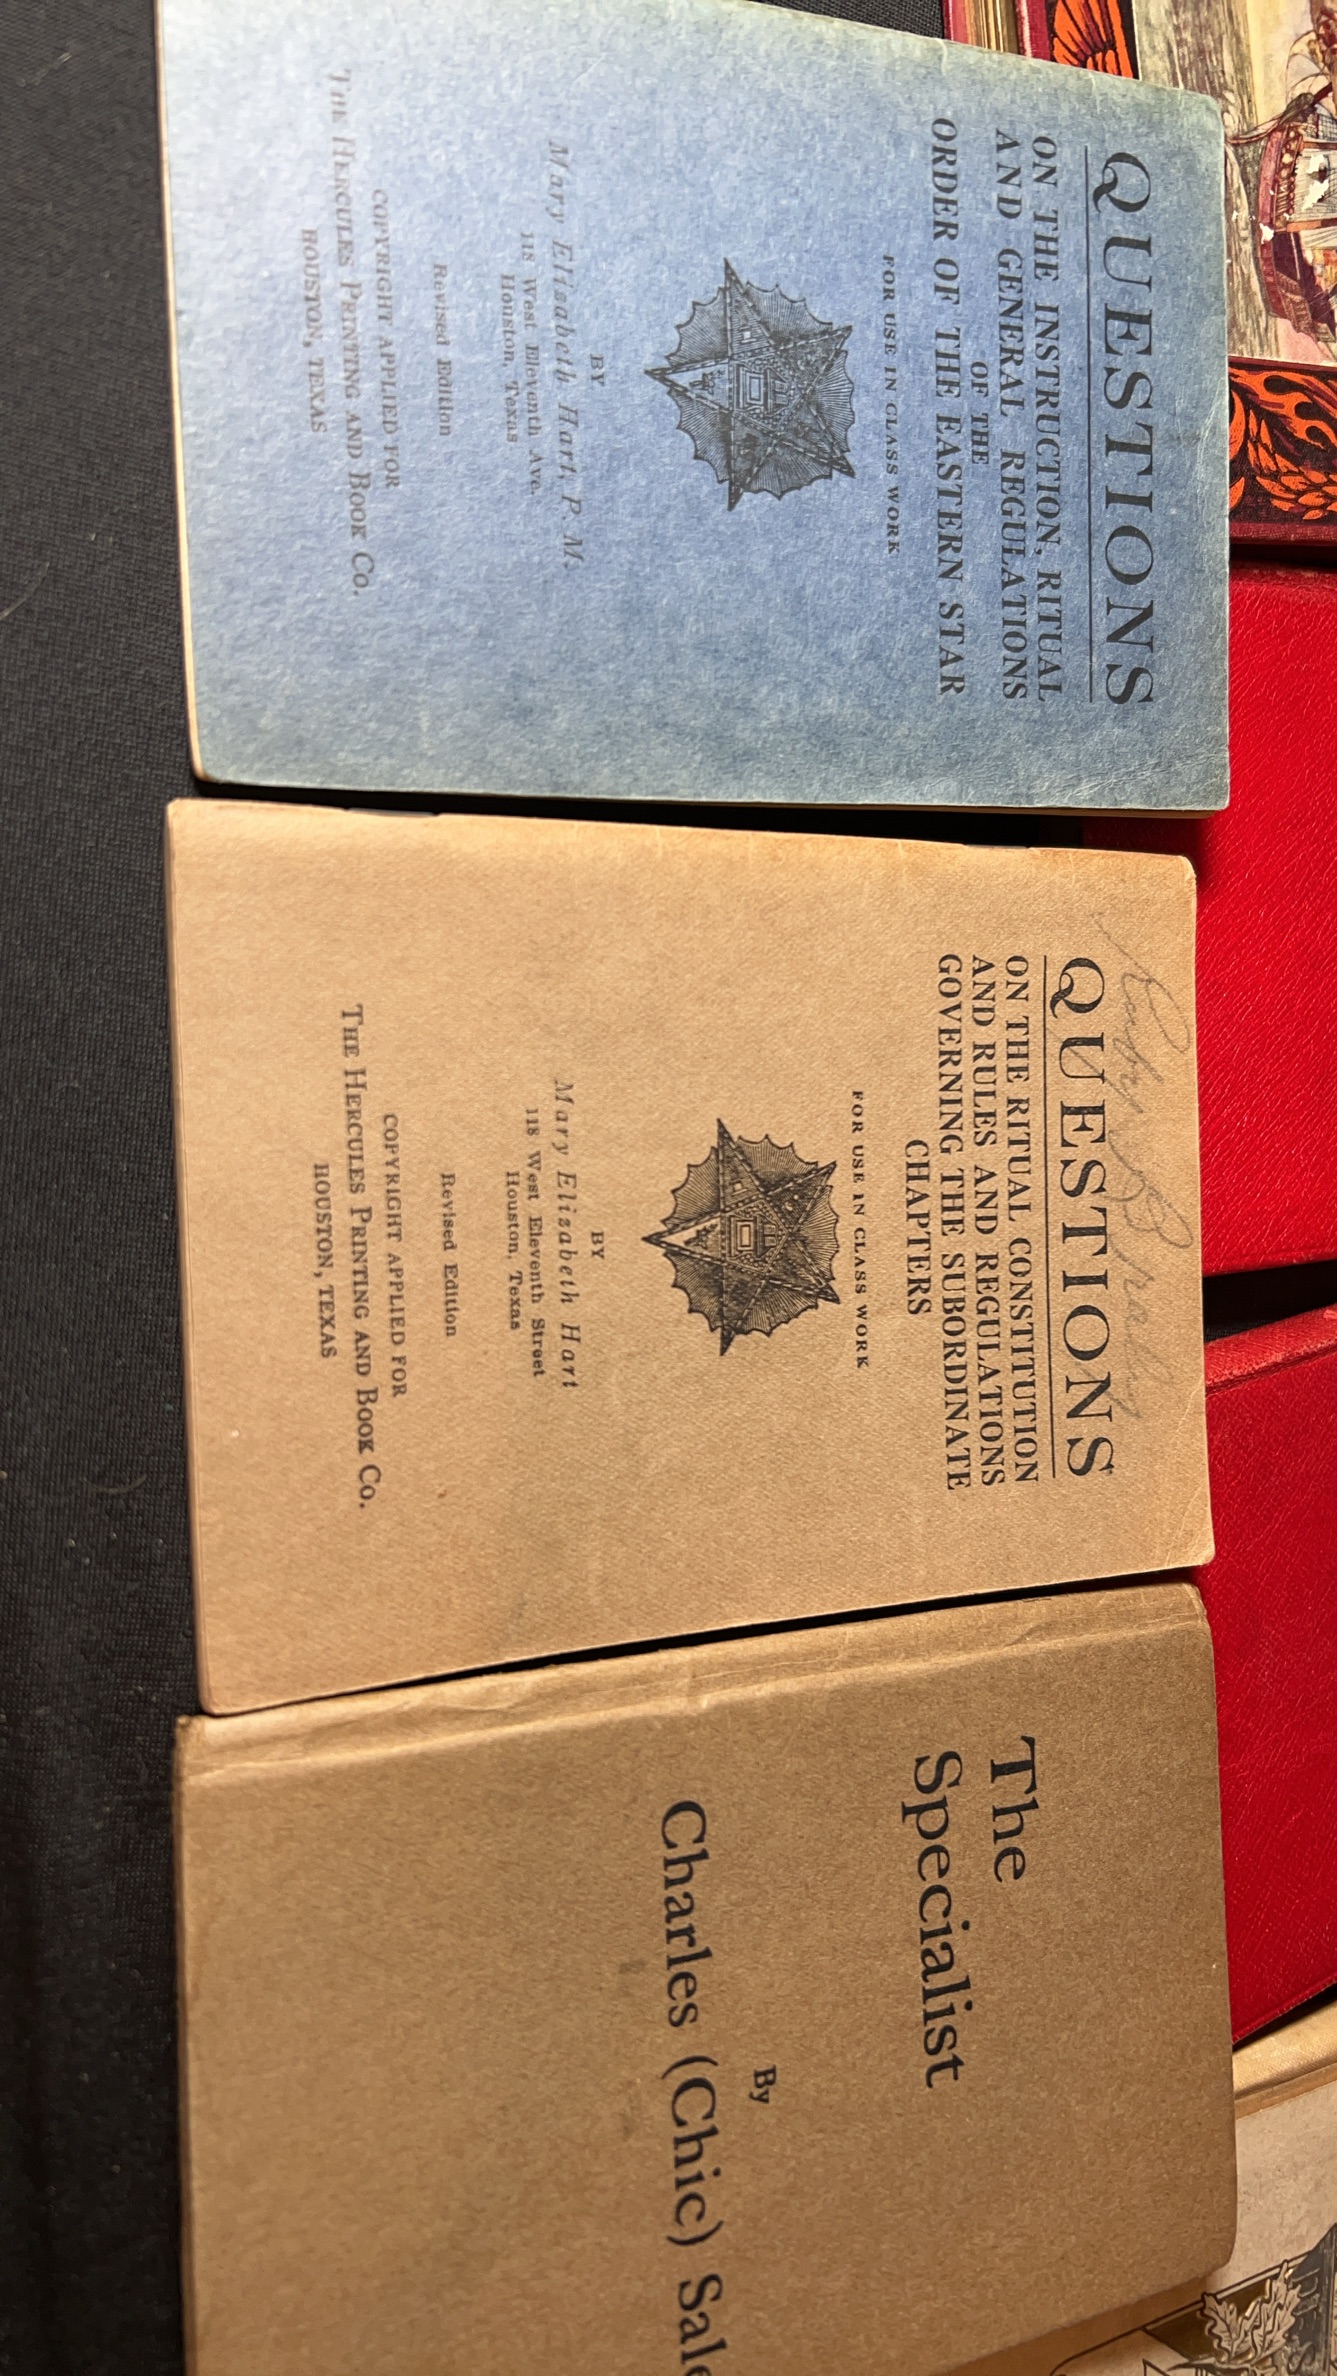 QUESTIONS
ON THE INSTRUCTION, RITUAL
AND GENERAL REGULATIONS
OF THE
ORDER OF THE EASTERN STAR
FOR USE IN CLASS WORK
BY
Mary Elizabeth Hart, P. M.
118 West Eleventh Ave.
Houston, Texas
Revised Edition
COPYRIGHT APPLIED FOR
THE HERCULES PRINTING AND BOOK CO.
HOUSTON, TEXAS
Ruby B
QUESTIONS
ON THE RITUAL CONSTITUTION
AND RULES AND REGULATIONS
GOVERNING THE SUBORDINATE
CHAPTERS
FOR USE IN CLASS WORK
BY
Mary Elizabeth Hart
118 West Eleventh Street
Houston, Texas
Revised Edition
COPYRIGHT APPLIED FOR
THE HERCULES PRINTING AND BOOK CO.
HOUSTON, TEXAS
The
Specialist
By
Charles (Chic) Sale